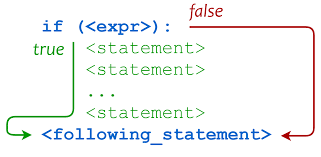 false
if (<expr>):
true
<statement>
<statement>
...
<statement>
<following_statement>